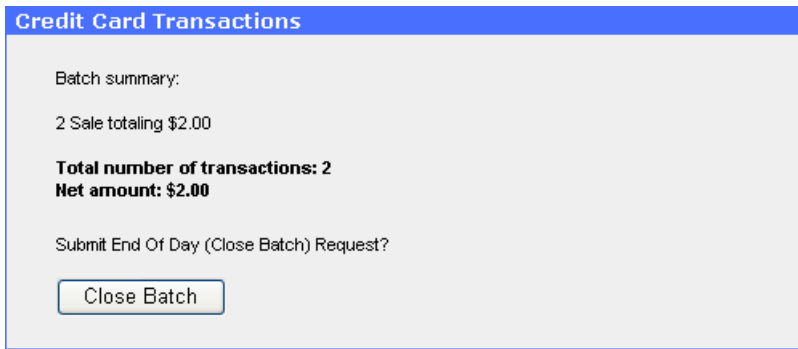 Credit Card Transactions
Batch summary:
2 Sale totaling $2.00
Total number of transactions: 2
Net amount: $2.00
Submit End Of Day (Close Batch) Request?
Close Batch